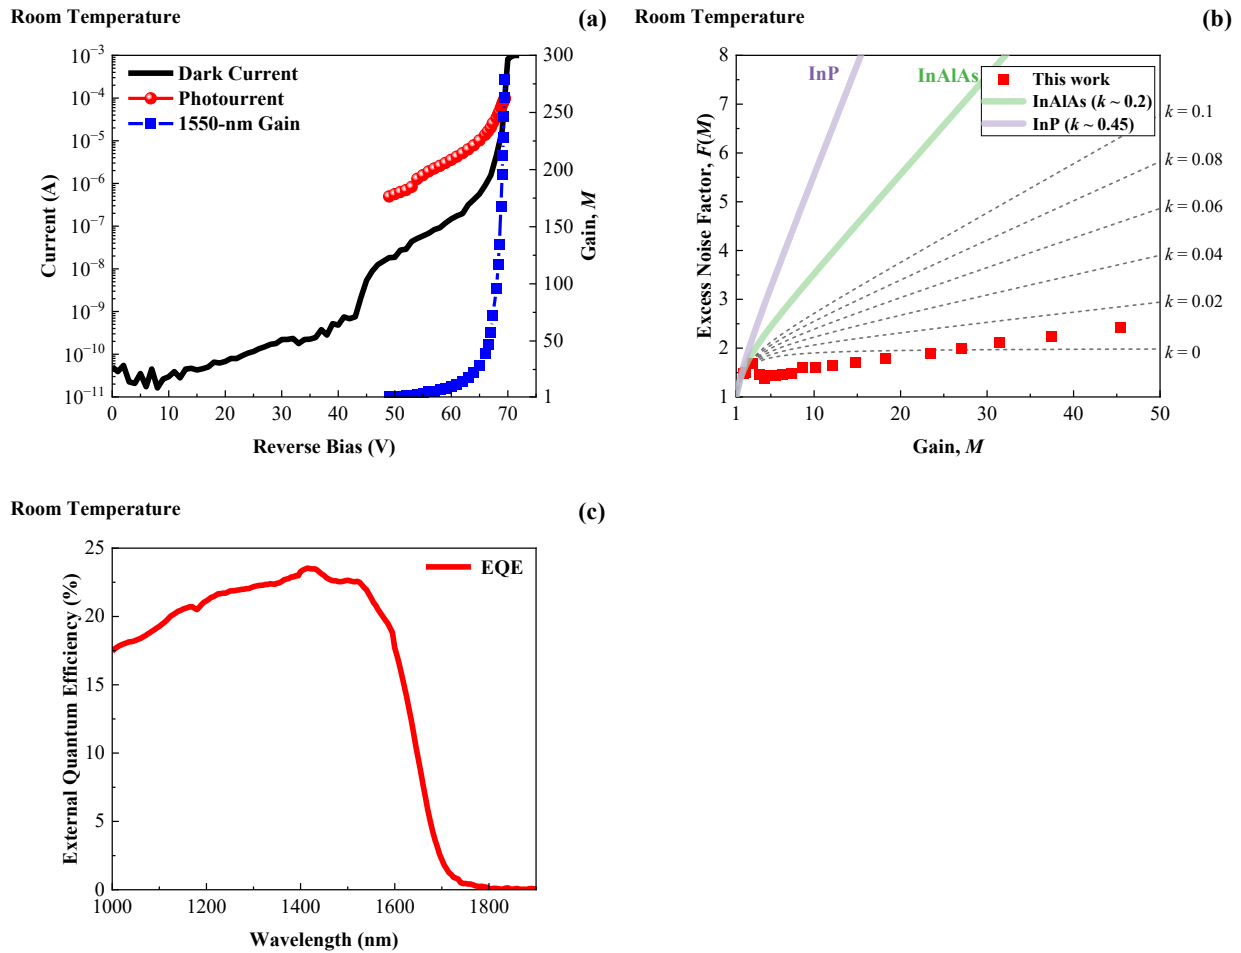 Room Temperature
(a)
Dark Current
Photourrent
1550-nm Gain
10⁻³
10⁻⁴
10⁻⁵
10⁻⁶
10⁻⁷
10⁻⁸
10⁻⁹
10⁻¹⁰
10⁻¹¹
Current (A)
300
250
200
150
100
50
1
Gain, M
0 10 20 30 40 50 60 70
Reverse Bias (V)
Room Temperature
(b)
InP
InAlAs
This work
InAlAs (k ~ 0.2)
InP (k ~ 0.45)
8
7
6
5
4
3
2
1
Excess Noise Factor, F(M)
k = 0.1
k = 0.08
k = 0.06
k = 0.04
k = 0.02
k = 0
1 10 20 30 40 50
Gain, M
Room Temperature
(c)
EQE
25
20
15
10
5
0
External Quantum Efficiency (%)
1000 1200 1400 1600 1800
Wavelength (nm)